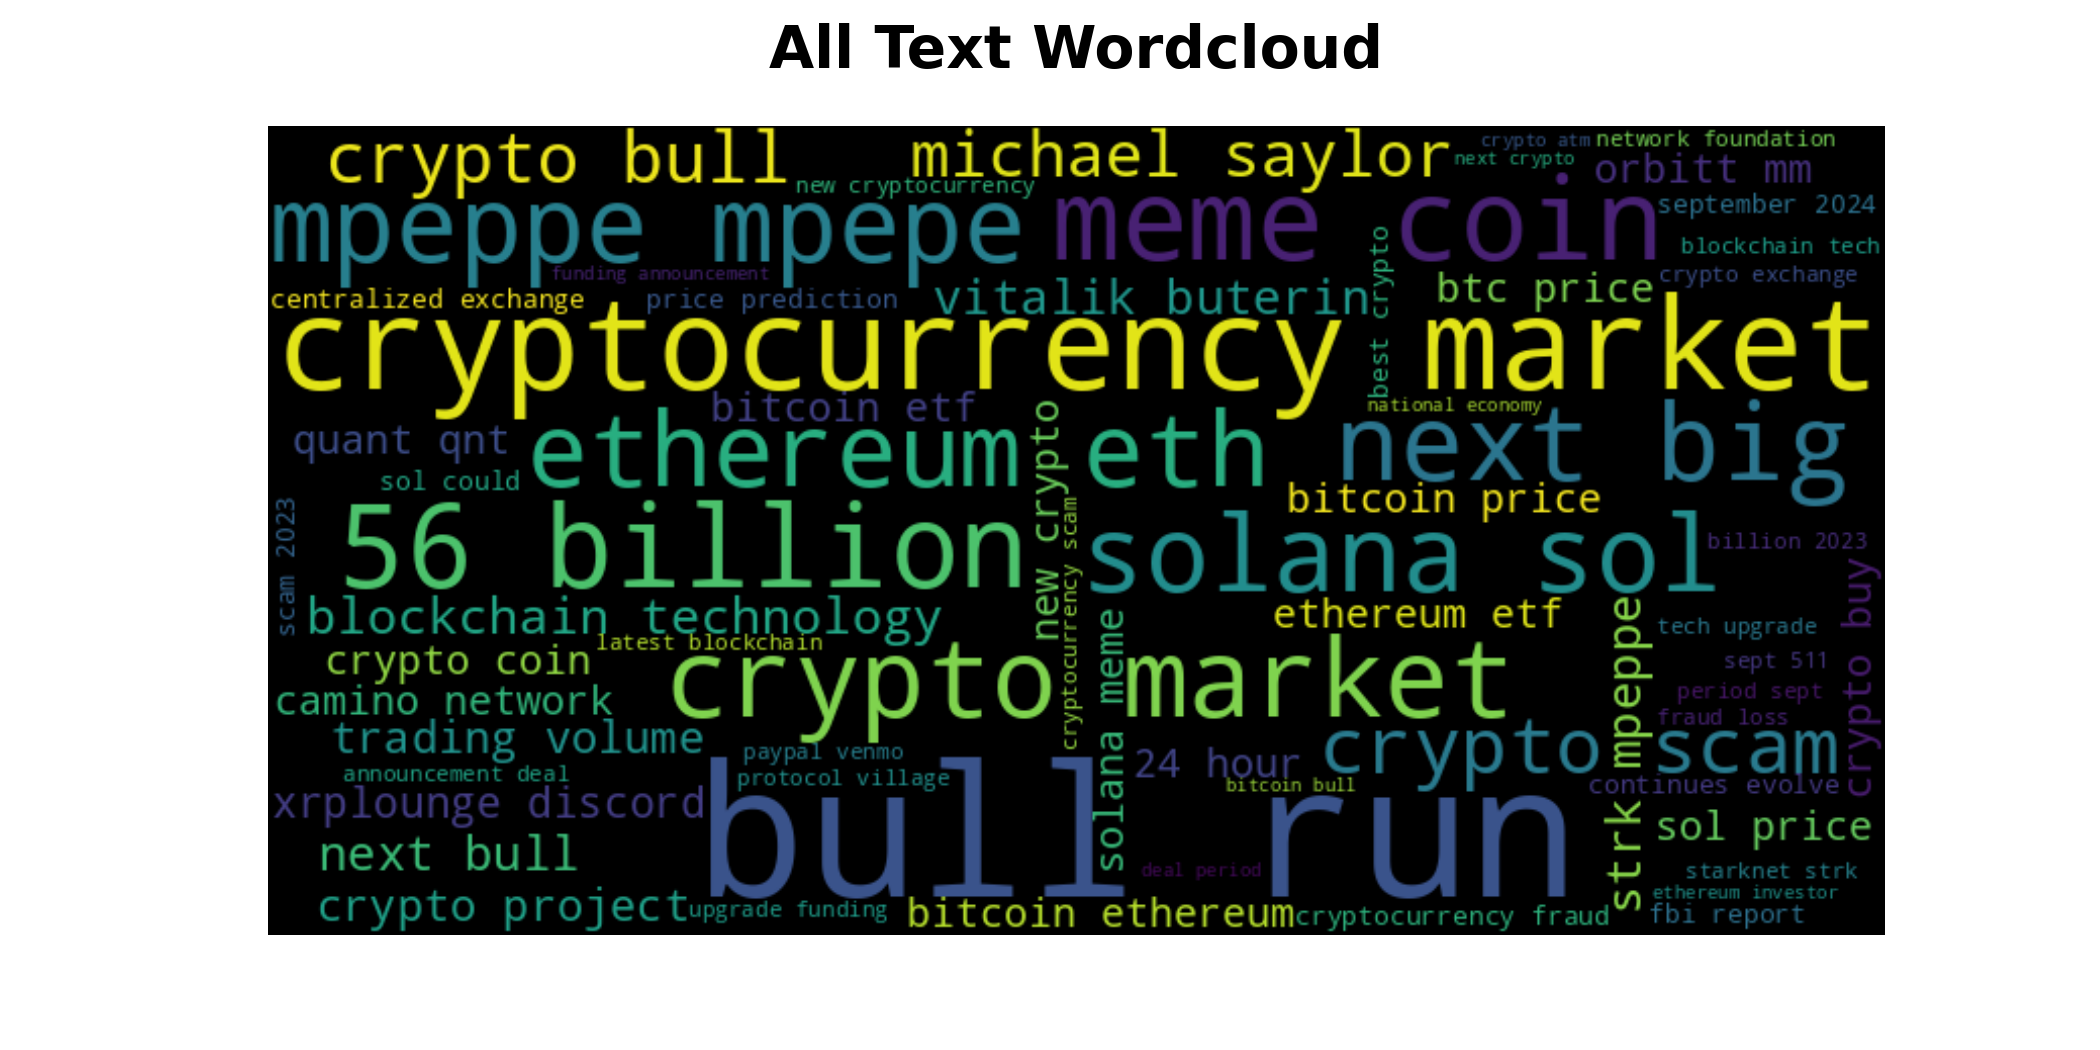 All Text Wordcloud
crypto bull
michael saylor
crypto atm
network foundation
next crypto
new cryptocurrency
orbitt mm
mpeppe mpepe
meme coin
september 2024
best crypto
blockchain tech
funding announcement
crypto exchange
centralized exchange
price prediction
vitalik buterin
btc price
cryptocurrency market
bitcoin etf
national economy
quant qnt
ethereum eth
new crypto
next big
sol could
bitcoin price
scam 2023
56 billion
cryptocurrency scam
solana sol
billion 2023
crypto buy
blockchain technology
ethereum etf
tech upgrade
latest blockchain
crypto coin
crypto market
solana meme
strk mpeppe
sept 511
camino network
period sept
fraud loss
trading volume
paypal venmo
24 hour
crypto scam
announcement deal
protocol village
bitcoin bull
continues evolve
xrplounge discord
bull run
sol price
next bull
deal period
starknet strk
ethereum investor
crypto project
upgrade funding
bitcoin ethereum
cryptocurrency fraud
fbi report